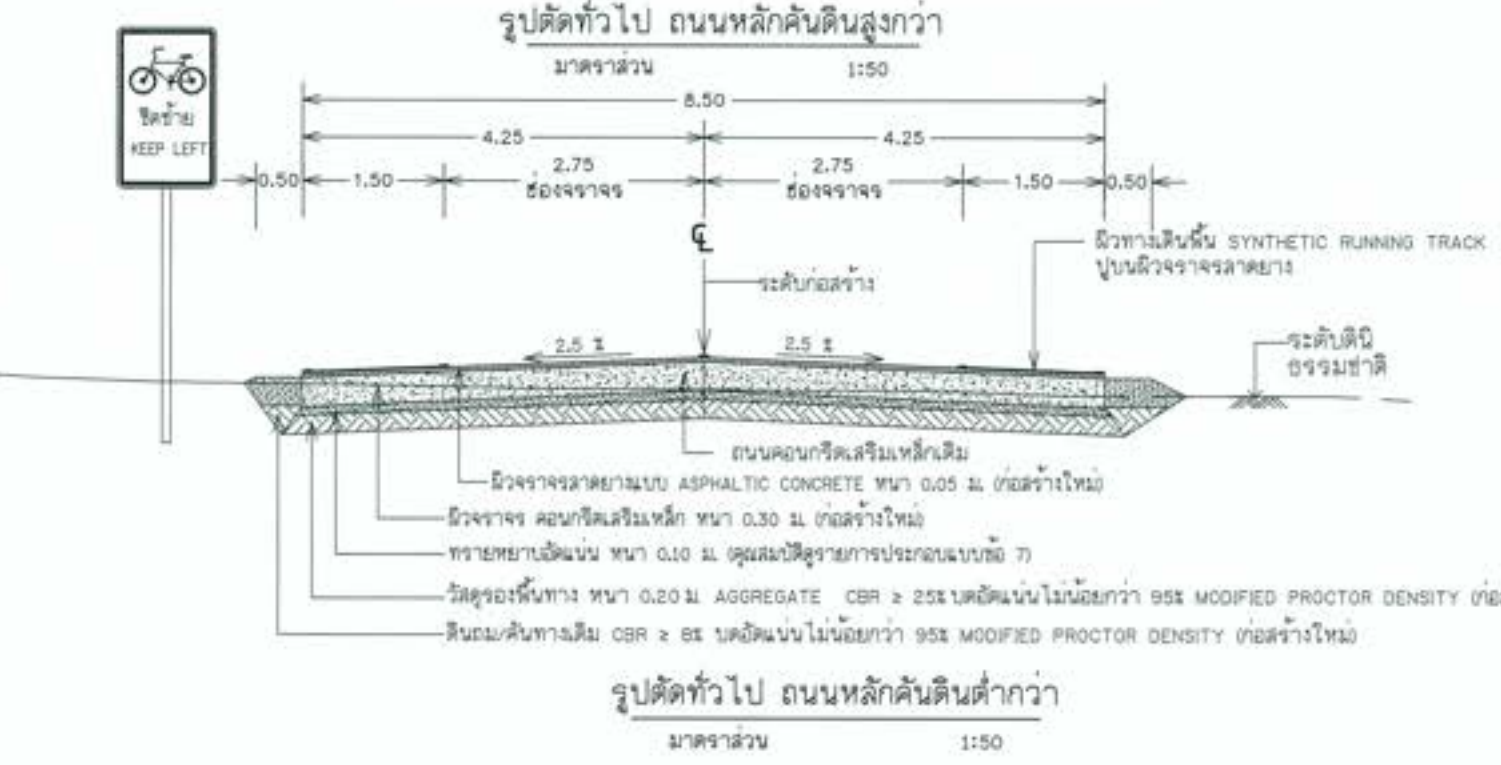 รูปตัดทั่วไป ถนนหลักคันดินสูงกว่า
มาตราส่วน 1:50
ชิดซ้าย
KEEP LEFT
8.50
4.25 4.25
0.50 1.50 2.75 2.75 1.50 0.50
ช่องจราจร ช่องจราจร
ผิวทางเดินพื้น SYNTHETIC RUNNING TRACK
ปูบนผิวจราจรลาดยาง
ระดับก่อสร้าง
2.5 % 2.5 %
ระดับดิน
ธรรมชาติ
ถนนคอนกรีตเสริมเหล็กเดิม
ผิวจราจรลาดยางแบบ ASPHALTIC CONCRETE หนา 0.05 ม. (ก่อสร้างใหม่)
ผิวจราจร คอนกรีตเสริมเหล็ก หนา 0.30 ม. (ก่อสร้างใหม่)
ทรายหยาบอัดแน่น หนา 0.10 ม. (คุณสมบัติดูรายการประกอบแบบข้อ 7)
วัสดุรองพื้นทาง หนา 0.20 ม. AGGREGATE CBR ≥ 25% บดอัดแน่นไม่น้อยกว่า 95% MODIFIED PROCTOR DENSITY (ก่อ
ดินถม/คันทางเดิม CBR ≥ 8% บดอัดแน่นไม่น้อยกว่า 95% MODIFIED PROCTOR DENSITY (ก่อสร้างใหม่)
รูปตัดทั่วไป ถนนหลักคันดินต่ำกว่า
มาตราส่วน 1:50